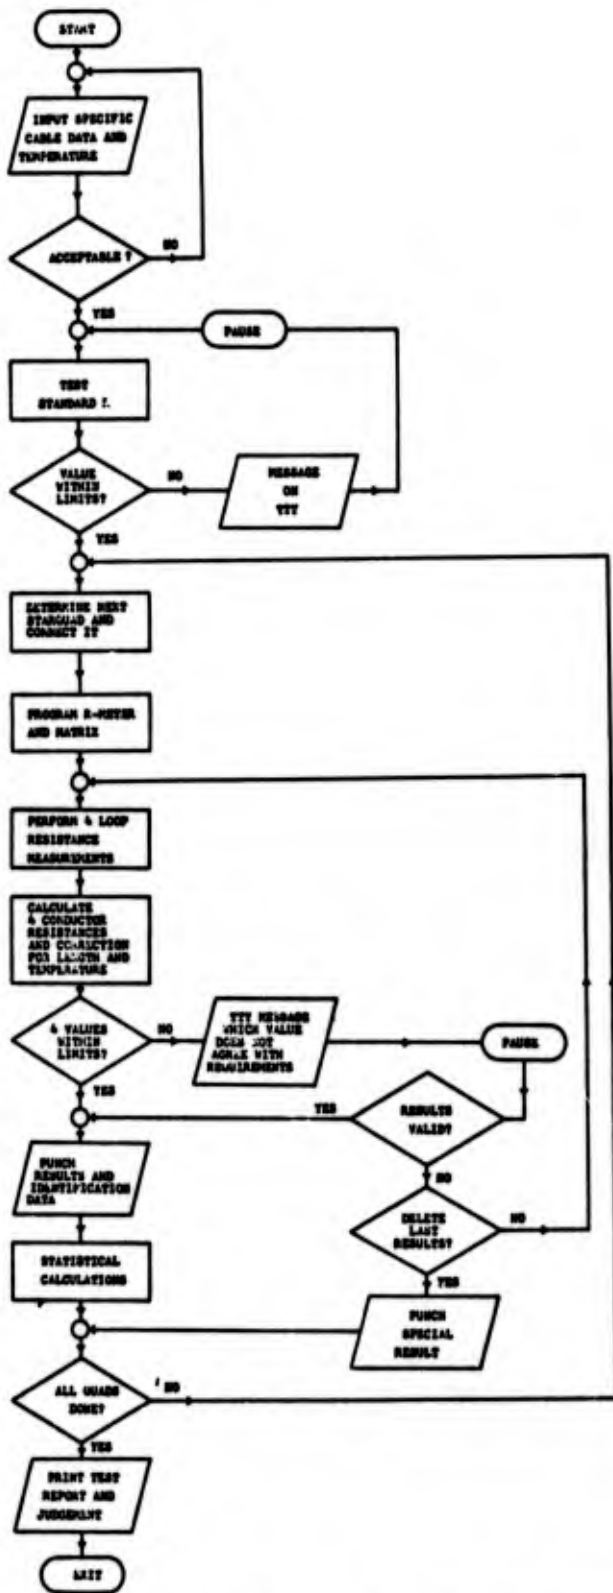 START
INPUT SPECIFIC
CABLE DATA AND
TEMPERATURE
ACCEPTABLE ?
NO
YES
PAUSE
TEST
STANDARD
VALUE
WITHIN
LIMITS?
NO
MESSAGE
ON
TTY
YES
DETERMINE NEXT
STARQUAD AND
CONNECT IT
PROGRAM R-METER
AND MATRIX
PERFORM 4 LOOP
RESISTANCE
MEASUREMENTS
CALCULATE
4 CONDUCTOR
RESISTANCES
AND CORRECTION
FOR LENGTH AND
TEMPERATURE
4 VALUES
WITHIN
LIMITS?
NO
TTY MESSAGE
WHICH VALUE
DOES NOT
AGREE WITH
REQUIREMENTS
PAUSE
YES
YES
RESULTS
VALID?
NO
PUNCH
RESULTS AND
IDENTIFICATION
DATA
DELETE
LAST
RESULTS?
NO
YES
STATISTICAL
CALCULATIONS
PUNCH
SPECIAL
RESULT
ALL QUADS
DONE?
NO
YES
PRINT TEST
REPORT AND
JUDGEMENT
EXIT